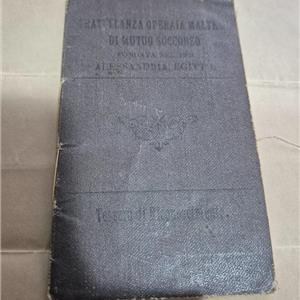 FRATELLANZA OPERAIA MALTESE
DI MUTUO SOCCORSO
FONDATA NEL
ALESSANDRIA, EGITTO
Tessera di Riconoscimento